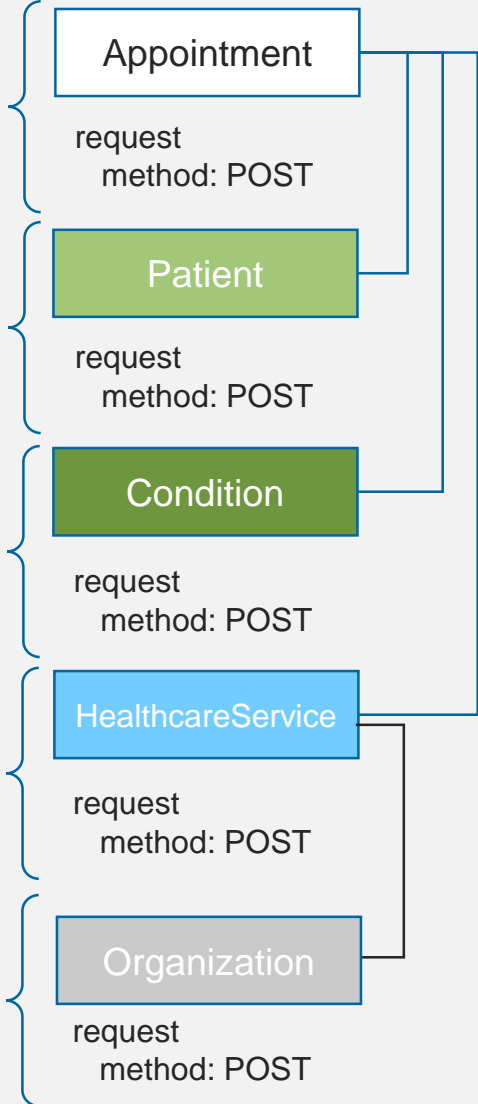 Appointment
request
method: POST
Patient
request
method: POST
Condition
request
method: POST
HealthcareService
request
method: POST
Organization
request
method: POST